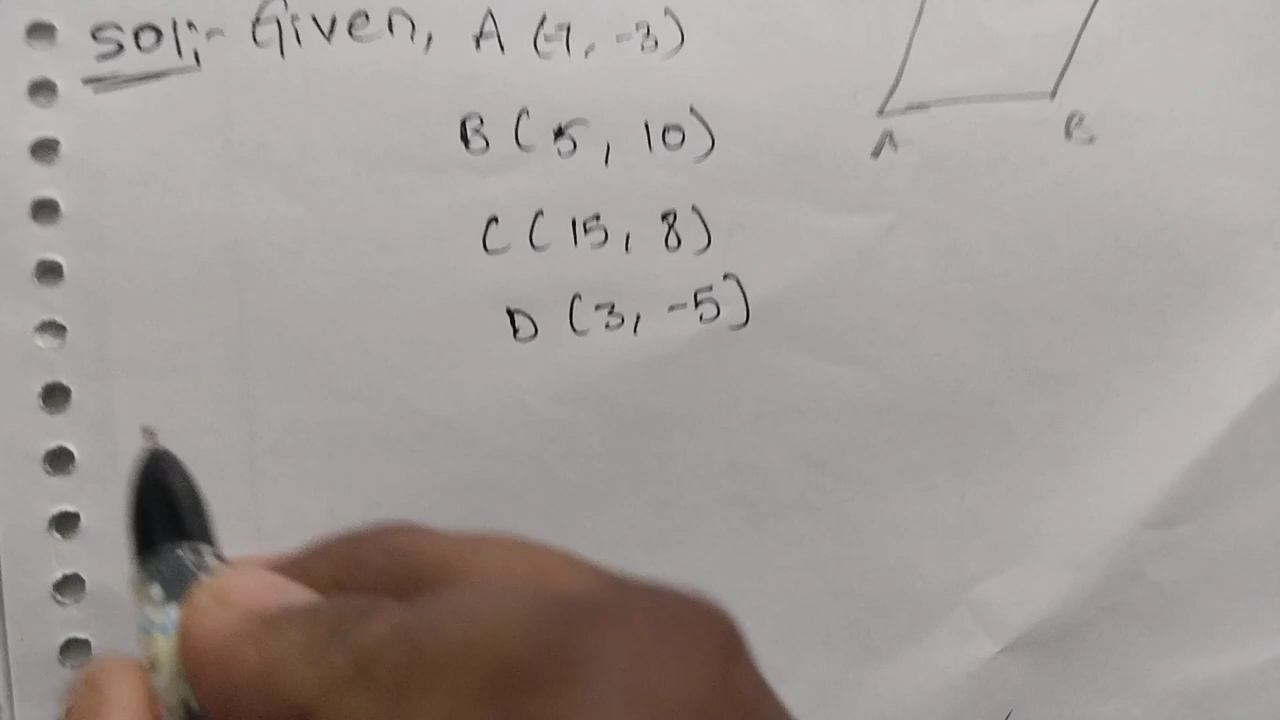 Sol:- Given, A (-7, -3)
B (5, 10)
C (15, 8)
D (3, -5)
A B